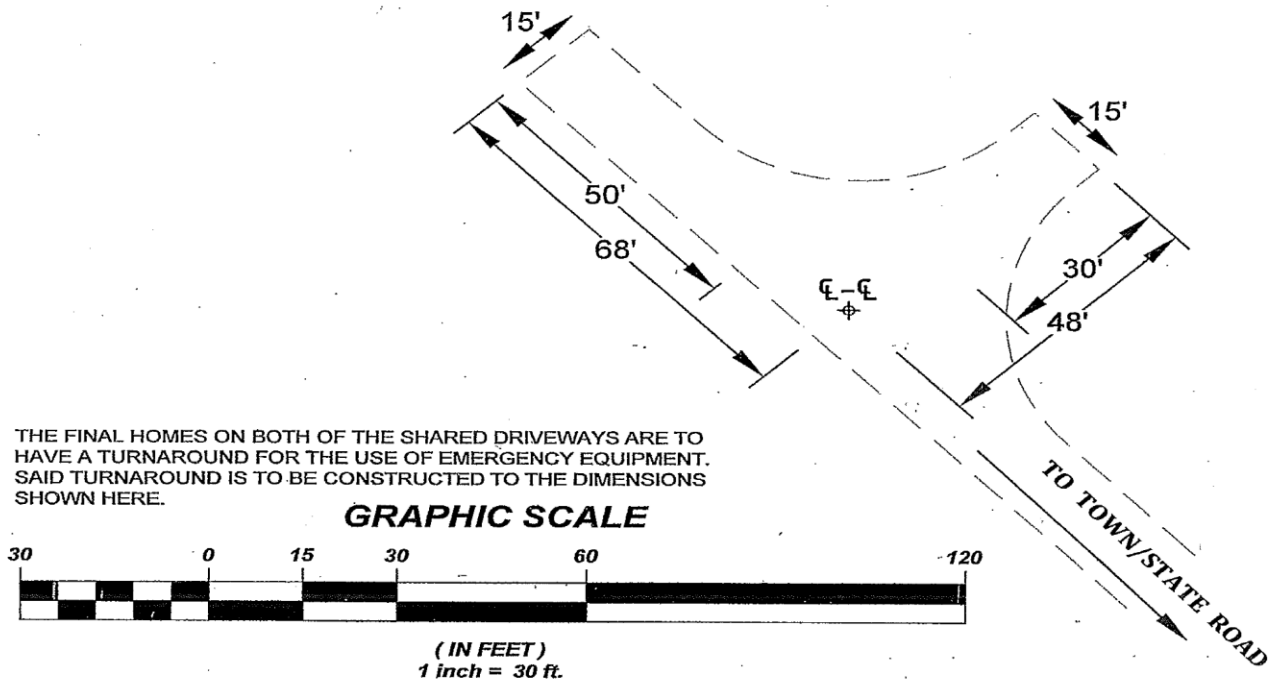 15'
15'
50'
68'
30'
48'
℄-℄
THE FINAL HOMES ON BOTH OF THE SHARED DRIVEWAYS ARE TO
HAVE A TURNAROUND FOR THE USE OF EMERGENCY EQUIPMENT.
SAID TURNAROUND IS TO BE CONSTRUCTED TO THE DIMENSIONS
SHOWN HERE.
TO TOWN/STATE ROAD
GRAPHIC SCALE
30 0 15 30 60 120
( IN FEET )
1 inch = 30 ft.